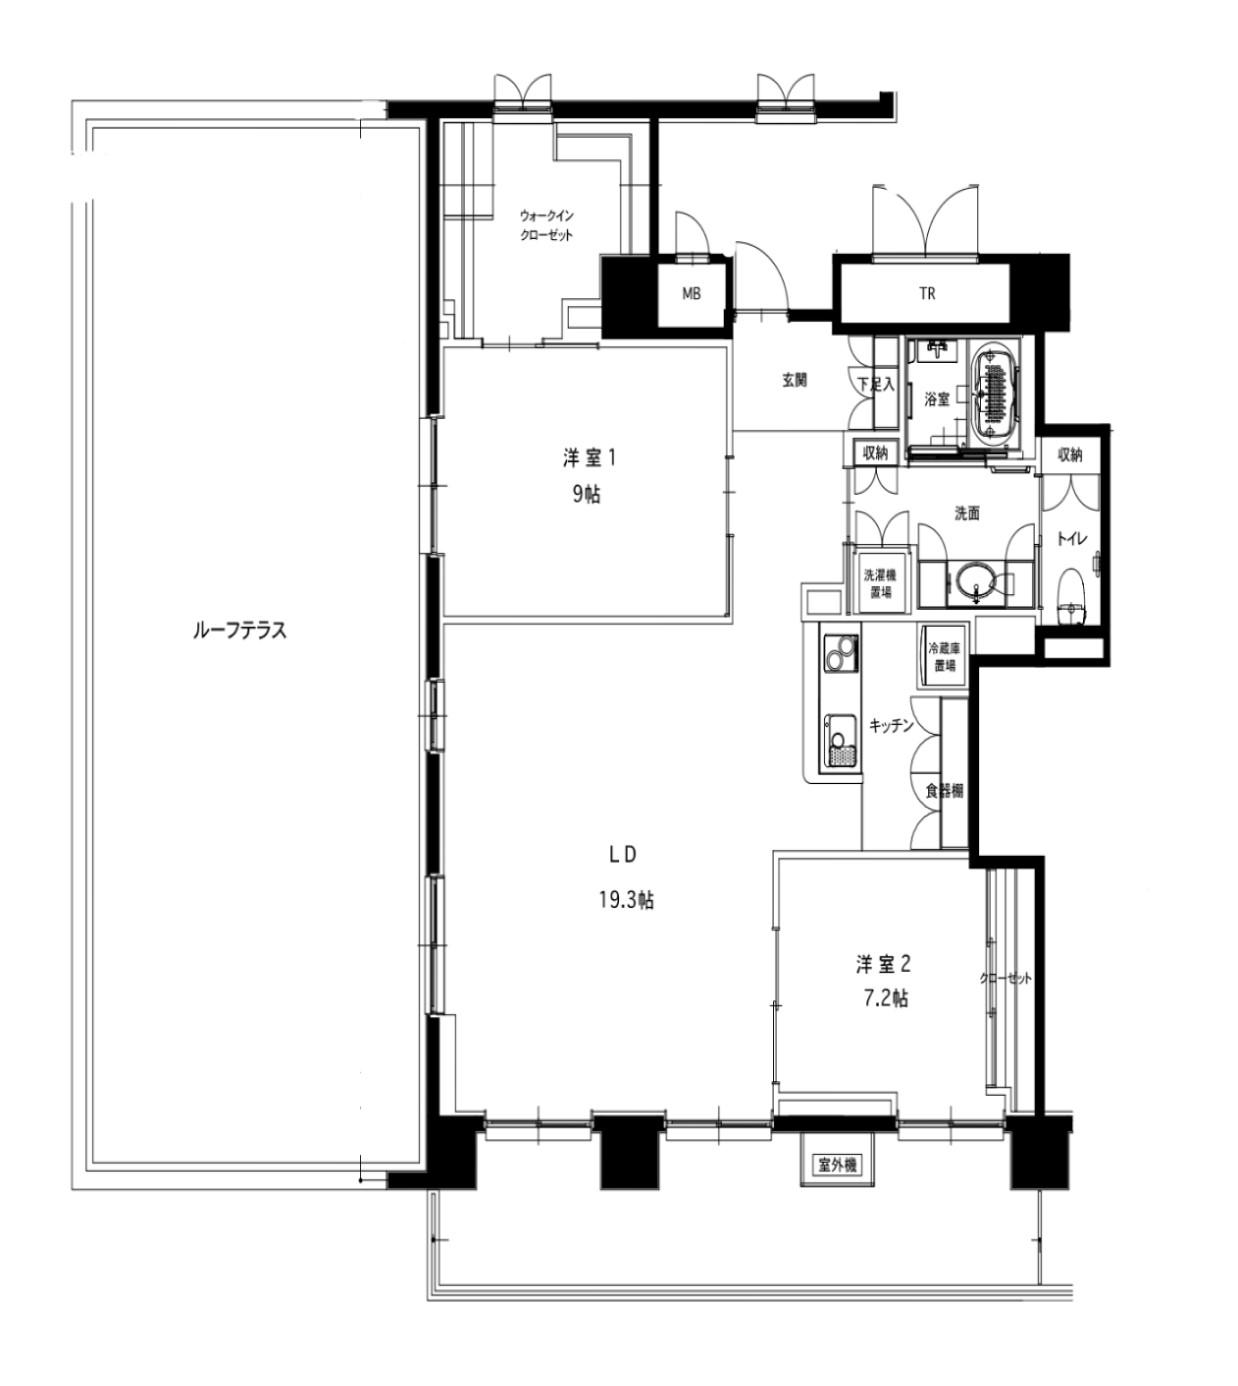 ウォークイン
クローゼット
MB
TR
玄関
下足入
浴室
洋室1
9帖
収納
収納
洗面
トイレ
洗濯機
置場
ルーフテラス
冷蔵庫
置場
キッチン
食器棚
LD
19.3帖
洋室2
7.2帖
クローゼット
室外機